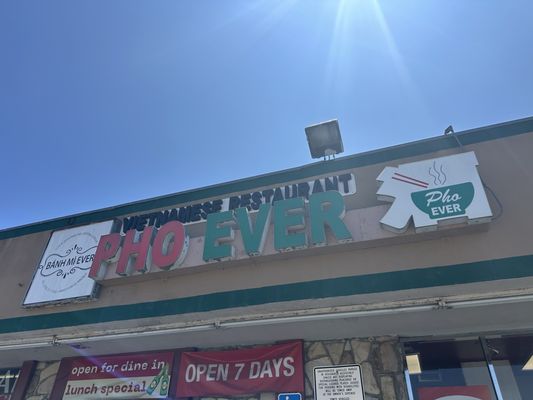 VIETNAMESE RESTAURANT
BÁNH MÌ EVER
PHO EVER
Pho
EVER
open for dine in
lunch special
OPEN 7 DAYS